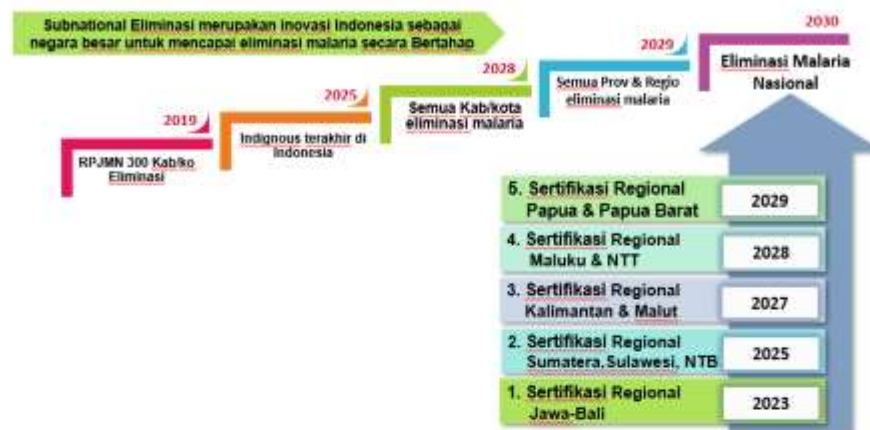 Subnational Eliminasi merupakan inovasi Indonesia sebagai
negara besar untuk mencapai eliminasi malaria secara Bertahap
2019
RPJMN 300 Kab/ko
Eliminasi
2025
Indignous terakhir di
Indonesia
2028
Semua Kab/kota
eliminasi malaria
2029
Semua Prov & Regio
eliminasi malaria
2030
Eliminasi Malaria
Nasional
5. Sertifikasi Regional
Papua & Papua Barat
2029
4. Sertifikasi Regional
Maluku & NTT
2028
3. Sertifikasi Regional
Kalimantan & Malut
2027
2. Sertifikasi Regional
Sumatera,Sulawesi, NTB
2025
1. Sertifikasi Regional
Jawa-Bali
2023